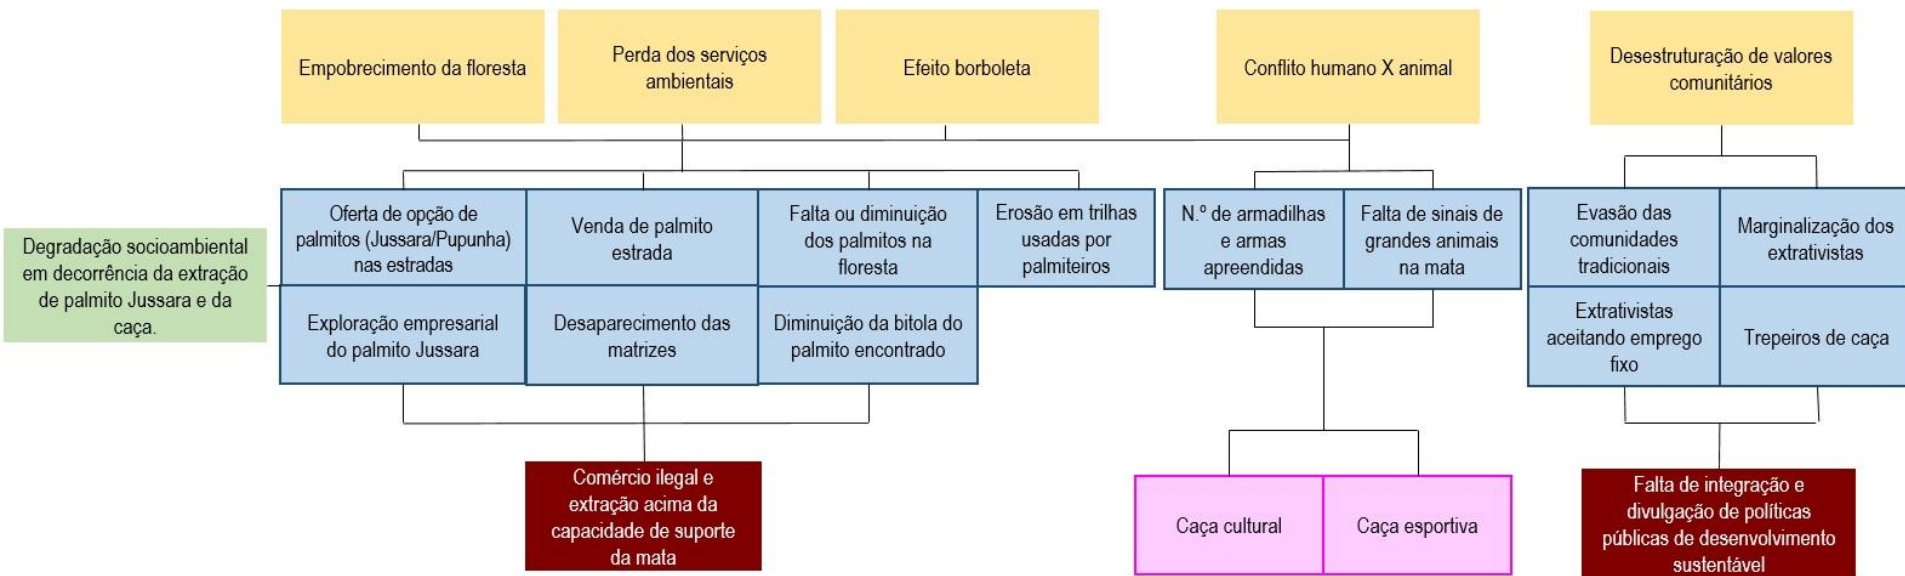 Empobrecimento da floresta
Perda dos serviços
ambientais
Efeito borboleta
Conflito humano X animal
Desestruturação de valores
comunitários
Degradação socioambiental
em decorrência da extração
de palmito Jussara e da
caça.
Oferta de opção de
palmitos (Jussara/Pupunha)
nas estradas
Venda de palmito
estrada
Falta ou diminuição
dos palmitos na
floresta
Erosão em trilhas
usadas por
palmiteiros
N.º de armadilhas
e armas
apreendidas
Falta de sinais de
grandes animais
na mata
Evasão das
comunidades
tradicionais
Marginalização dos
extrativistas
Exploração empresarial
do palmito Jussara
Desaparecimento das
matrizes
Diminuição da bitola do
palmito encontrado
Extrativistas
aceitando emprego
fixo
Trepeiros de caça
Comércio ilegal e
extração acima da
capacidade de suporte
da mata
Caça cultural
Caça esportiva
Falta de integração e
divulgação de políticas
públicas de desenvolvimento
sustentável